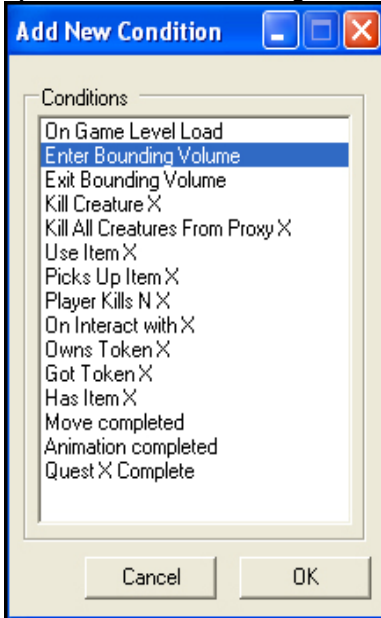 Add New Condition
Conditions
On Game Level Load
Enter Bounding Volume
Exit Bounding Volume
Kill Creature X
Kill All Creatures From Proxy X
Use Item X
Picks Up Item X
Player Kills N X
On Interact with X
Owns Token X
Got Token X
Has Item X
Move completed
Animation completed
Quest X Complete
Cancel OK